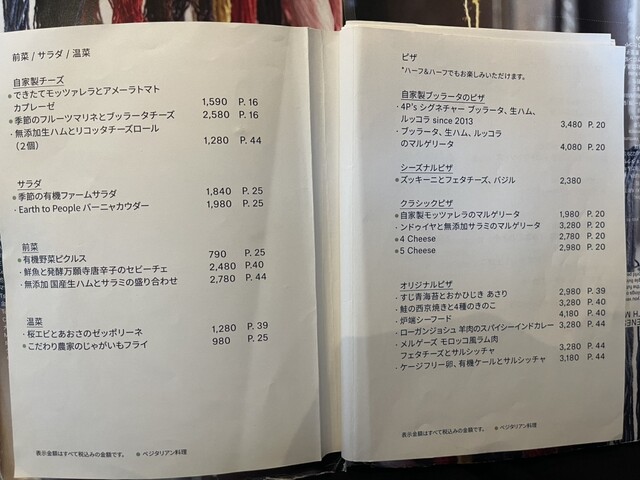 前菜 / サラダ / 温菜
自家製チーズ
●できたてモッツァレラとアメーラトマト
カプレーゼ 1,590 P. 16
●季節のフルーツマリネとブッラータチーズ 2,580 P. 16
・無添加生ハムとリコッタチーズロール
（2個） 1,280 P. 44
サラダ
●季節の有機ファームサラダ 1,840 P. 25
・Earth to People バーニャカウダー 1,980 P. 25
前菜
●有機野菜ピクルス 790 P. 25
・鮮魚と発酵万願寺唐辛子のセビーチェ 2,480 P.40
・無添加 国産生ハムとサラミの盛り合わせ 2,780 P. 44
温菜
・桜エビとあおさのゼッポリーネ 1,280 P. 39
●こだわり農家のじゃがいもフライ 980 P. 25
表示金額はすべて税込みの金額です。 ●ベジタリアン料理
ピザ
*ハーフ&ハーフでもお楽しみいただけます。
自家製ブッラータのピザ
・4P's シグネチャー ブッラータ、生ハム、
ルッコラ since 2013 3,480 P. 20
・ブッラータ、生ハム、ルッコラ
のマルゲリータ 4,080 P. 20
シーズナルピザ
●ズッキーニとフェタチーズ、バジル 2,380
クラシックピザ
●自家製モッツァレラのマルゲリータ 1,980 P. 20
・ンドゥイヤと無添加サラミのマルゲリータ 3,280 P. 20
●4 Cheese 2,780 P. 20
●5 Cheese 2,980 P. 20
オリジナルピザ
・すじ青海苔とおかひじき あさり 2,980 P. 39
・鮭の西京焼きと4種のきのこ 3,280 P. 40
・炉端シーフード 4,180 P. 40
・ローガンジョシュ 羊肉のスパイシーインドカレー 3,280 P. 44
・メルゲーズ モロッコ風ラム肉
フェタチーズとサルシッチャ 3,280 P. 44
・ケージフリー卵、有機ケールとサルシッチャ 3,180 P. 44
表示金額はすべて税込みの金額です。 ●ベジタリアン料理